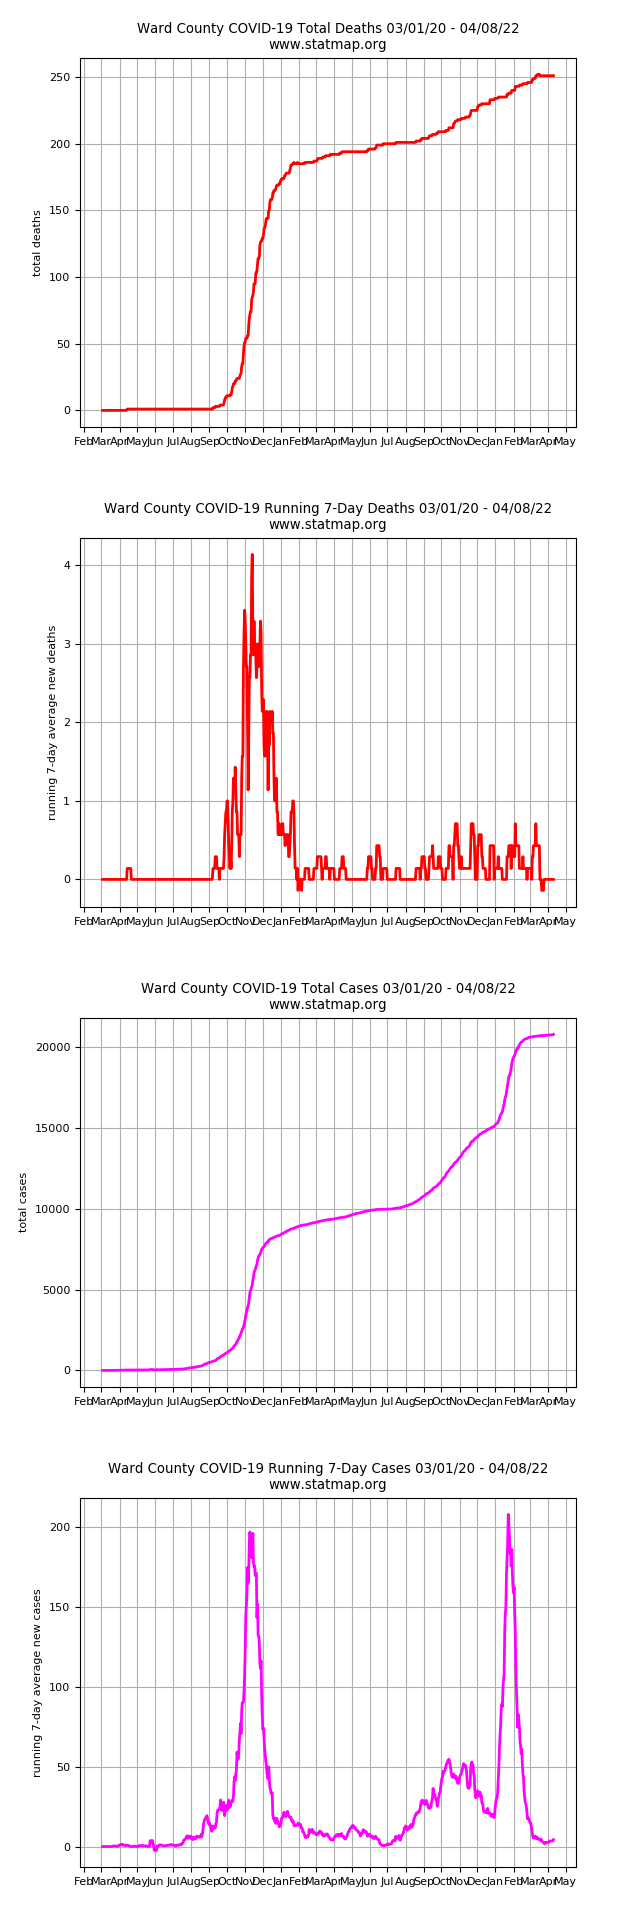 Ward County COVID-19 Total Deaths 03/01/20 - 04/08/22
www.statmap.org
250
200
150
100
50
0
total deaths
Feb Mar Apr May Jun Jul Aug Sep Oct Nov Dec Jan Feb Mar Apr May Jun Jul Aug Sep Oct Nov Dec Jan Feb Mar Apr May
Ward County COVID-19 Running 7-Day Deaths 03/01/20 - 04/08/22
www.statmap.org
4
3
2
1
0
running 7-day average new deaths
Feb Mar Apr May Jun Jul Aug Sep Oct Nov Dec Jan Feb Mar Apr May Jun Jul Aug Sep Oct Nov Dec Jan Feb Mar Apr May
Ward County COVID-19 Total Cases 03/01/20 - 04/08/22
www.statmap.org
20000
15000
10000
5000
0
total cases
Feb Mar Apr May Jun Jul Aug Sep Oct Nov Dec Jan Feb Mar Apr May Jun Jul Aug Sep Oct Nov Dec Jan Feb Mar Apr May
Ward County COVID-19 Running 7-Day Cases 03/01/20 - 04/08/22
www.statmap.org
200
150
100
50
0
running 7-day average new cases
Feb Mar Apr May Jun Jul Aug Sep Oct Nov Dec Jan Feb Mar Apr May Jun Jul Aug Sep Oct Nov Dec Jan Feb Mar Apr May